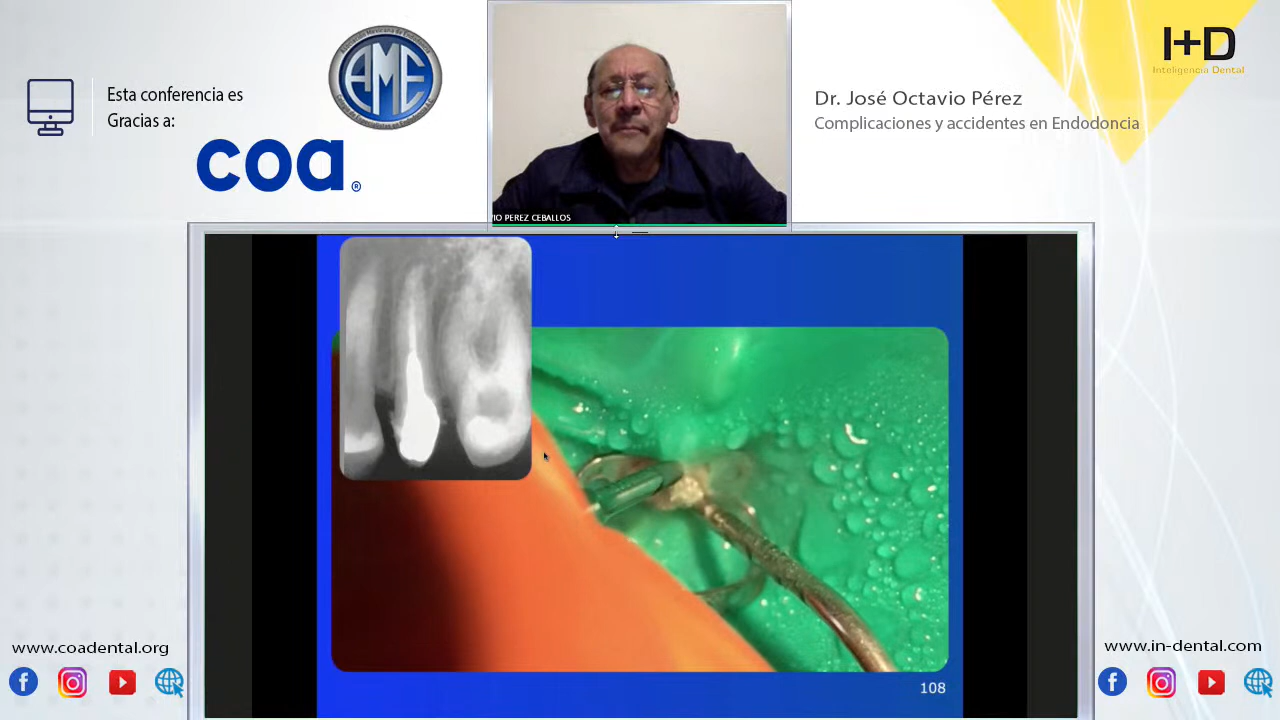 Esta conferencia es
Gracias a:
coa®
AME
IO PEREZ CEBALLOS
Dr. José Octavio Pérez
Complicaciones y accidentes en Endodoncia
I+D
Inteligencia Dental
108
www.coadental.org
www.in-dental.com